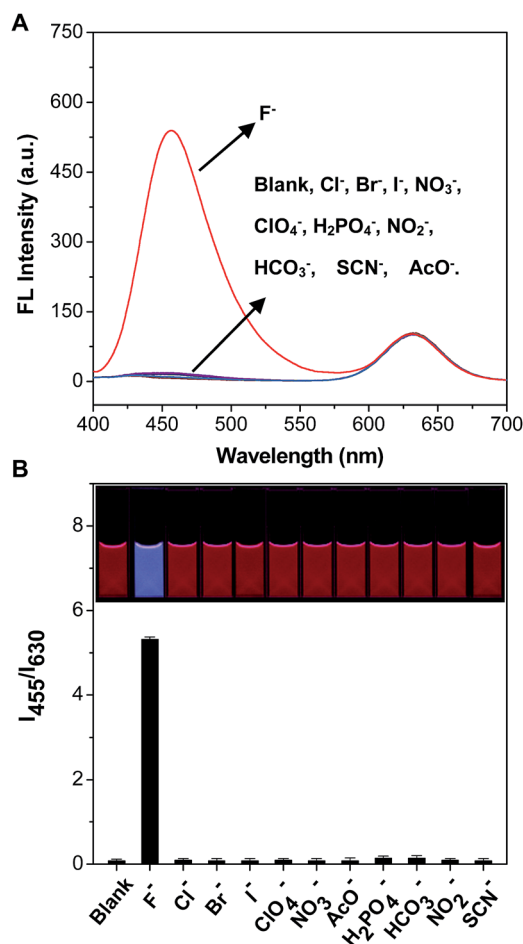 A
750
600
450
300
150
0
FL Intensity (a.u.)
F⁻
Blank, Cl⁻, Br⁻, I⁻, NO₃⁻,
ClO₄⁻, H₂PO₄⁻, NO₂⁻,
HCO₃⁻, SCN⁻, AcO⁻.
400 450 500 550 600 650 700
Wavelength (nm)
B
8
6
4
2
0
I₄₅₅/I₆₃₀
Blank F⁻ Cl⁻ Br⁻ I⁻ ClO₄⁻ NO₃⁻ AcO⁻ H₂PO₄⁻ HCO₃⁻ NO₂⁻ SCN⁻